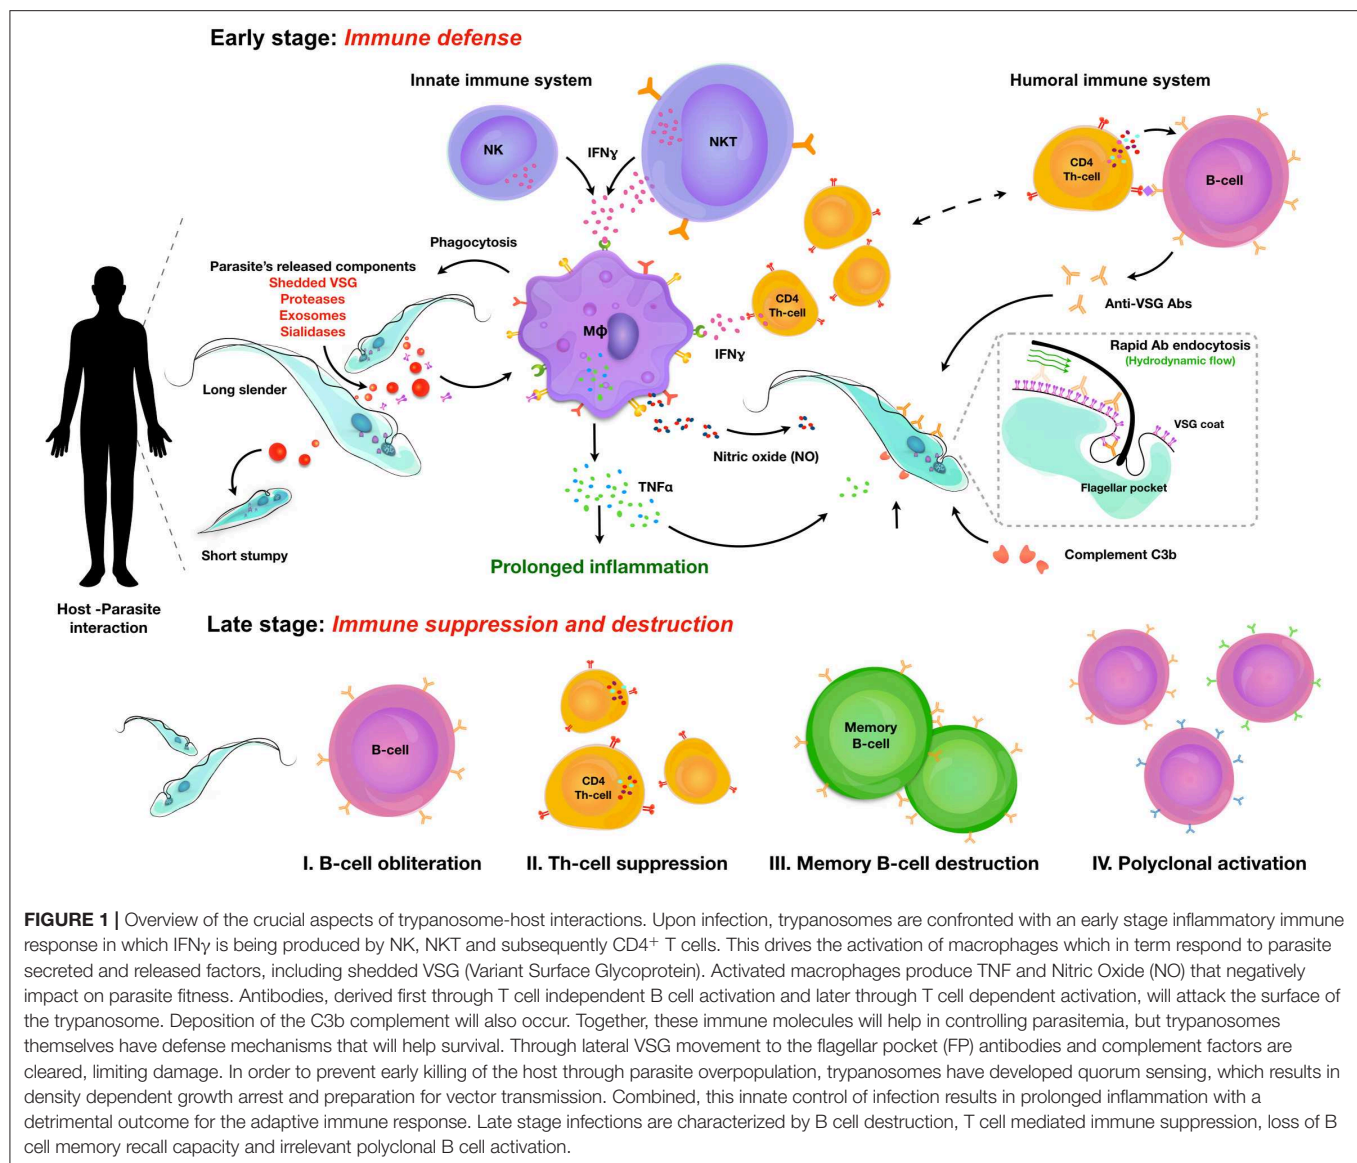 Early stage: Immune defense
Innate immune system
Humoral immune system
NK
IFNɣ
NKT
CD4
Th-cell
B-cell
Phagocytosis
Parasite's released components
Shedded VSG
Proteases
Exosomes
Sialidases
MΦ
CD4
Th-cell
IFNɣ
Anti-VSG Abs
Rapid Ab endocytosis
(Hydrodynamic flow)
VSG coat
Flagellar pocket
Long slender
Nitric oxide (NO)
TNFα
Short stumpy
Complement C3b
Prolonged inflammation
Host -Parasite
interaction
Late stage: Immune suppression and destruction
B-cell
CD4
Th-cell
Memory
B-cell
I. B-cell obliteration
II. Th-cell suppression
III. Memory B-cell destruction
IV. Polyclonal activation
FIGURE 1 | Overview of the crucial aspects of trypanosome-host interactions. Upon infection, trypanosomes are confronted with an early stage inflammatory immune
response in which IFNγ is being produced by NK, NKT and subsequently CD4⁺ T cells. This drives the activation of macrophages which in term respond to parasite
secreted and released factors, including shedded VSG (Variant Surface Glycoprotein). Activated macrophages produce TNF and Nitric Oxide (NO) that negatively
impact on parasite fitness. Antibodies, derived first through T cell independent B cell activation and later through T cell dependent activation, will attack the surface of
the trypanosome. Deposition of the C3b complement will also occur. Together, these immune molecules will help in controlling parasitemia, but trypanosomes
themselves have defense mechanisms that will help survival. Through lateral VSG movement to the flagellar pocket (FP) antibodies and complement factors are
cleared, limiting damage. In order to prevent early killing of the host through parasite overpopulation, trypanosomes have developed quorum sensing, which results in
density dependent growth arrest and preparation for vector transmission. Combined, this innate control of infection results in prolonged inflammation with a
detrimental outcome for the adaptive immune response. Late stage infections are characterized by B cell destruction, T cell mediated immune suppression, loss of B
cell memory recall capacity and irrelevant polyclonal B cell activation.